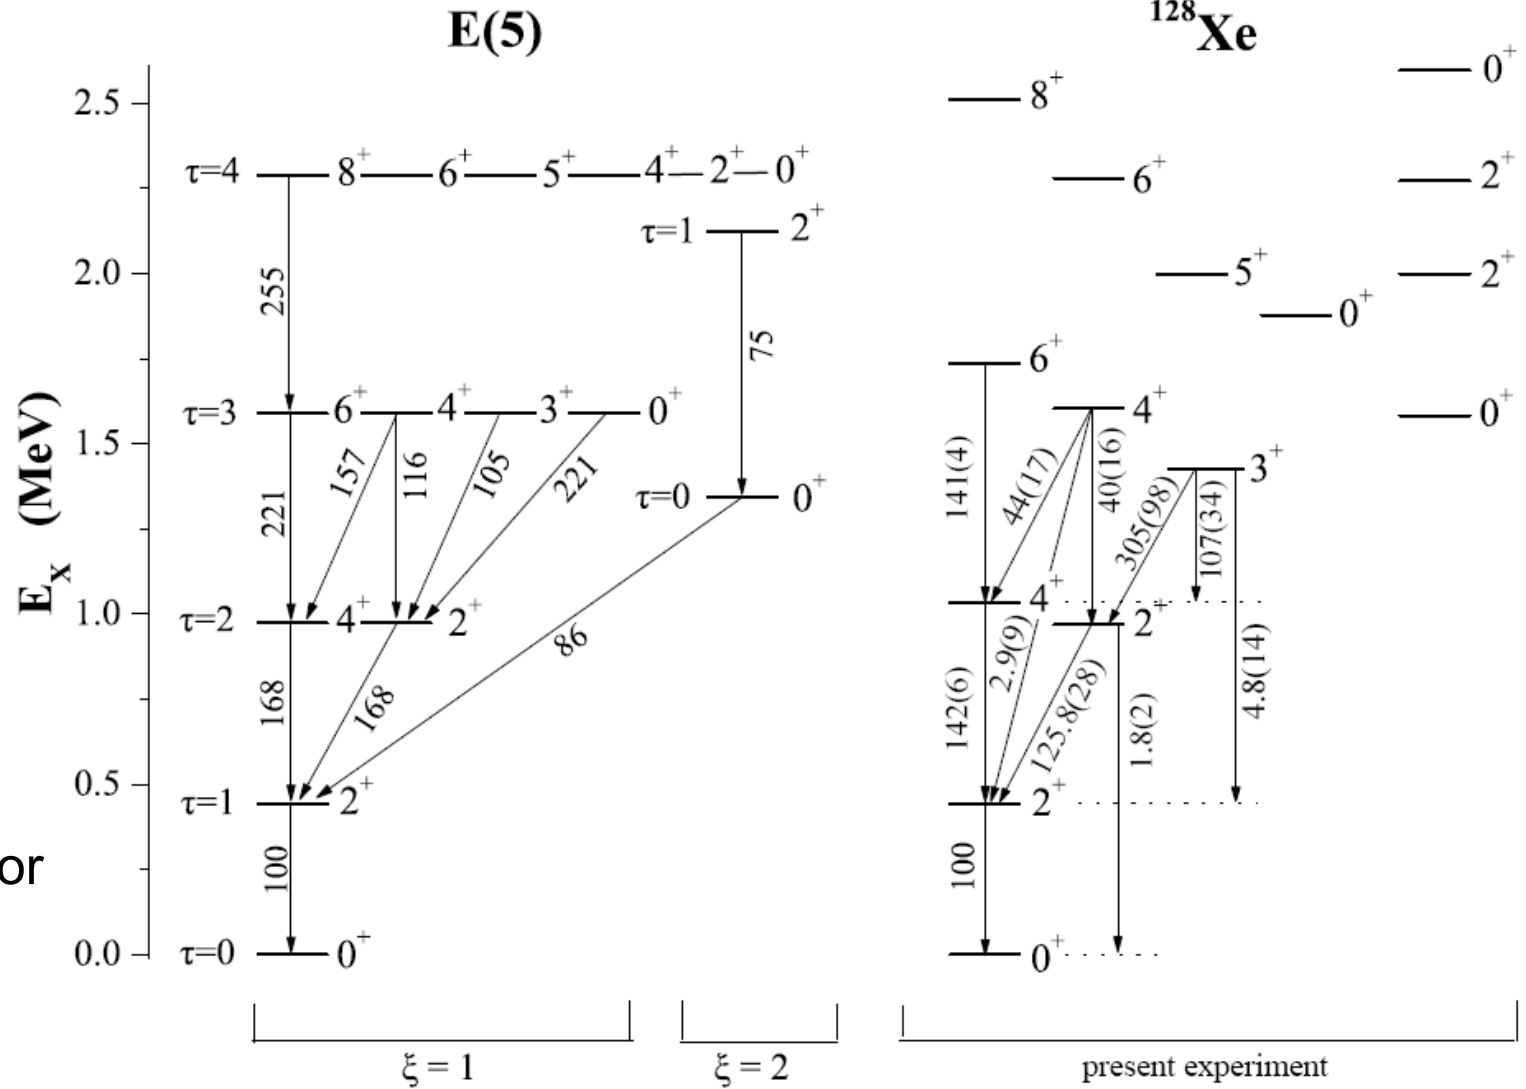 E(5)
¹²⁸Xe
Eₓ (MeV)
2.5
2.0
1.5
1.0
0.5
0.0
τ=4 8⁺ 6⁺ 5⁺ 4⁺ 2⁺ 0⁺
τ=1 2⁺
255
75
τ=3 6⁺ 4⁺ 3⁺ 0⁺
τ=0 0⁺
221 157 116 105 221
τ=2 4⁺ 2⁺
168 168 86
τ=1 2⁺
100
τ=0 0⁺
ξ = 1
ξ = 2
0⁺
8⁺
6⁺ 2⁺
5⁺ 2⁺
0⁺
6⁺
4⁺ 0⁺
3⁺
141(4) 44(17) 40(16) 305(98) 107(34)
4⁺
2⁺
142(6) 2.9(9) 125.8(28) 1.8(2) 4.8(14)
2⁺
100
0⁺
present experiment
or